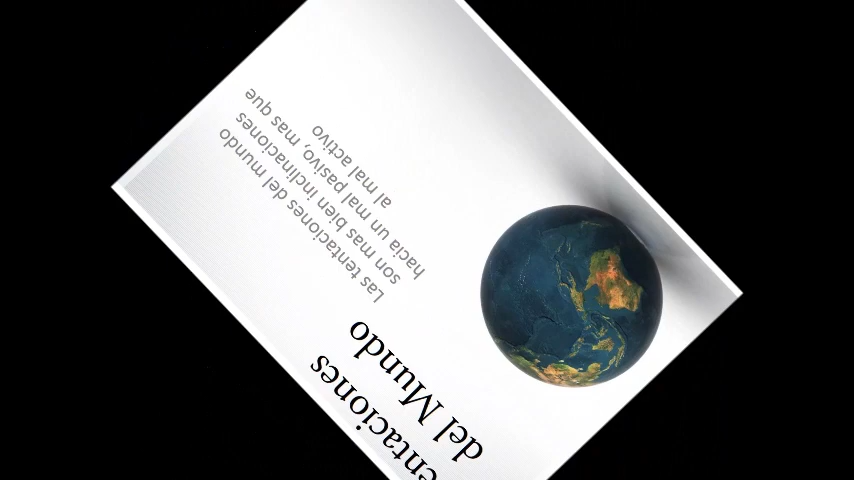 entaciones
del Mundo
Las tentaciones del mundo
son mas bien inclinaciones
hacia un mal pasivo, mas que
al mal activo